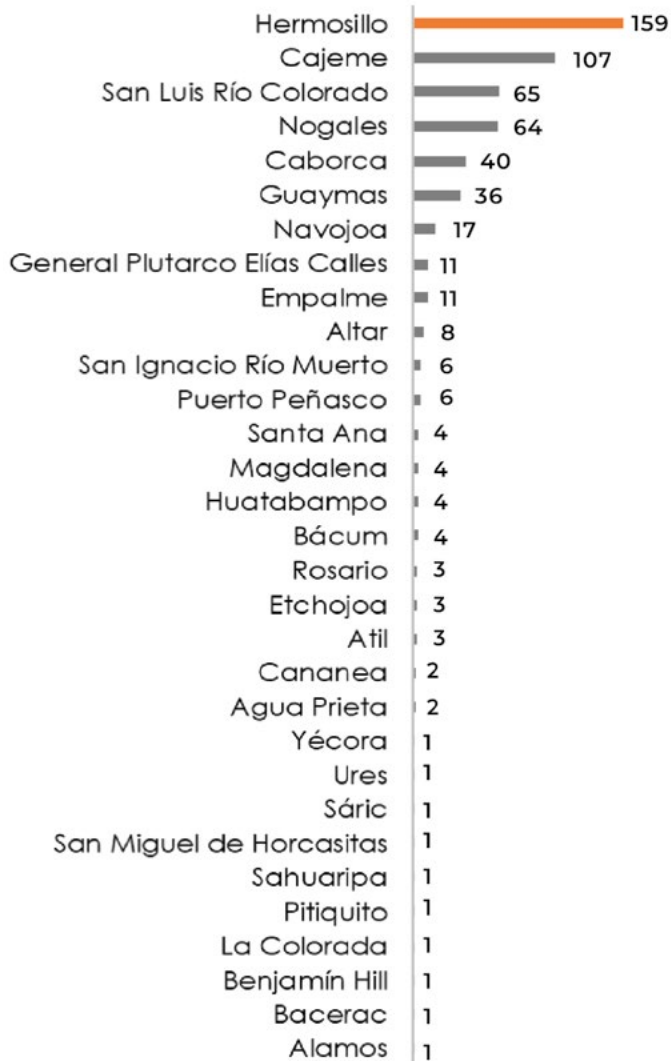 Hermosillo 159
Cajeme 107
San Luis Río Colorado 65
Nogales 64
Caborca 40
Guaymas 36
Navojoa 17
General Plutarco Elías Calles 11
Empalme 11
Altar 8
San Ignacio Río Muerto 6
Puerto Peñasco 6
Santa Ana 4
Magdalena 4
Huatabampo 4
Bácum 4
Rosario 3
Etchojoa 3
Atil 3
Cananea 2
Agua Prieta 2
Yécora 1
Ures 1
Sáric 1
San Miguel de Horcasitas 1
Sahuaripa 1
Pitiquito 1
La Colorada 1
Benjamín Hill 1
Bacerac 1
Alamos 1